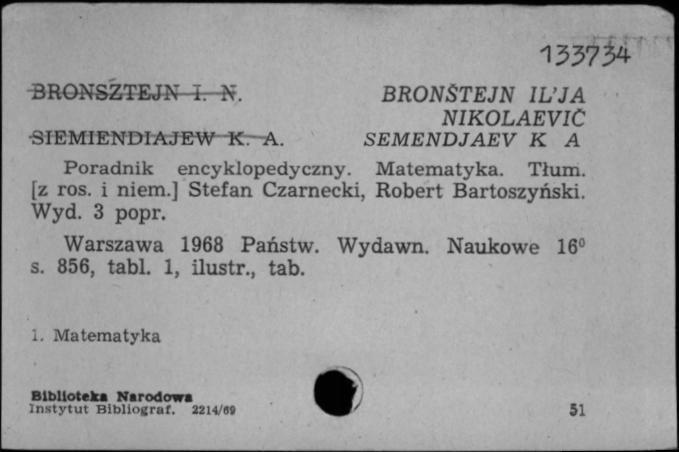 133734
BRONSZTEJN I. N. BRONŠTEJN IL'JA
NIKOLAEVIČ
SIEMIENDIAJEW K. A. SEMENDJAEV K A
Poradnik encyklopedyczny. Matematyka. Tłum.
[z ros. i niem.] Stefan Czarnecki, Robert Bartoszyński.
Wyd. 3 popr.
Warszawa 1968 Państw. Wydawn. Naukowe 16⁰
s. 856, tabl. 1, ilustr., tab.
1. Matematyka
Biblioteka Narodowa
Instytut Bibliograf. 2214/69 51